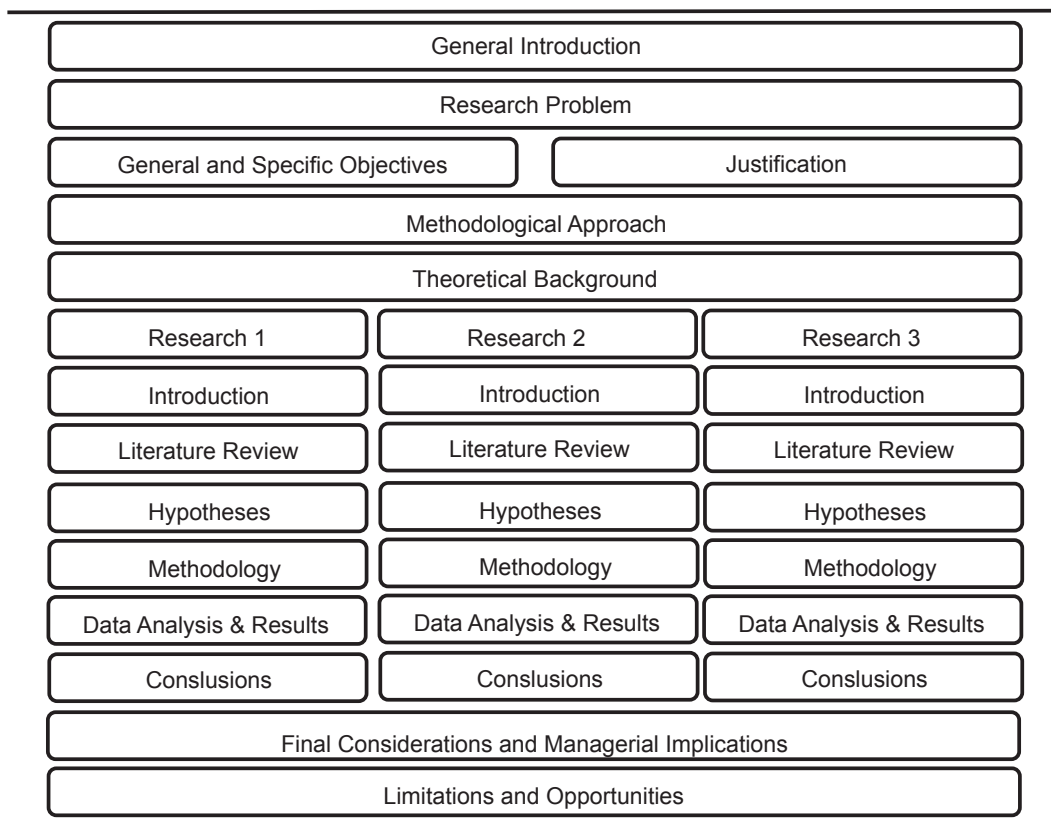 General Introduction
Research Problem
General and Specific Objectives
Justification
Methodological Approach
Theoretical Background
Research 1
Research 2
Research 3
Introduction
Introduction
Introduction
Literature Review
Literature Review
Literature Review
Hypotheses
Hypotheses
Hypotheses
Methodology
Methodology
Methodology
Data Analysis & Results
Data Analysis & Results
Data Analysis & Results
Conslusions
Conslusions
Conslusions
Final Considerations and Managerial Implications
Limitations and Opportunities